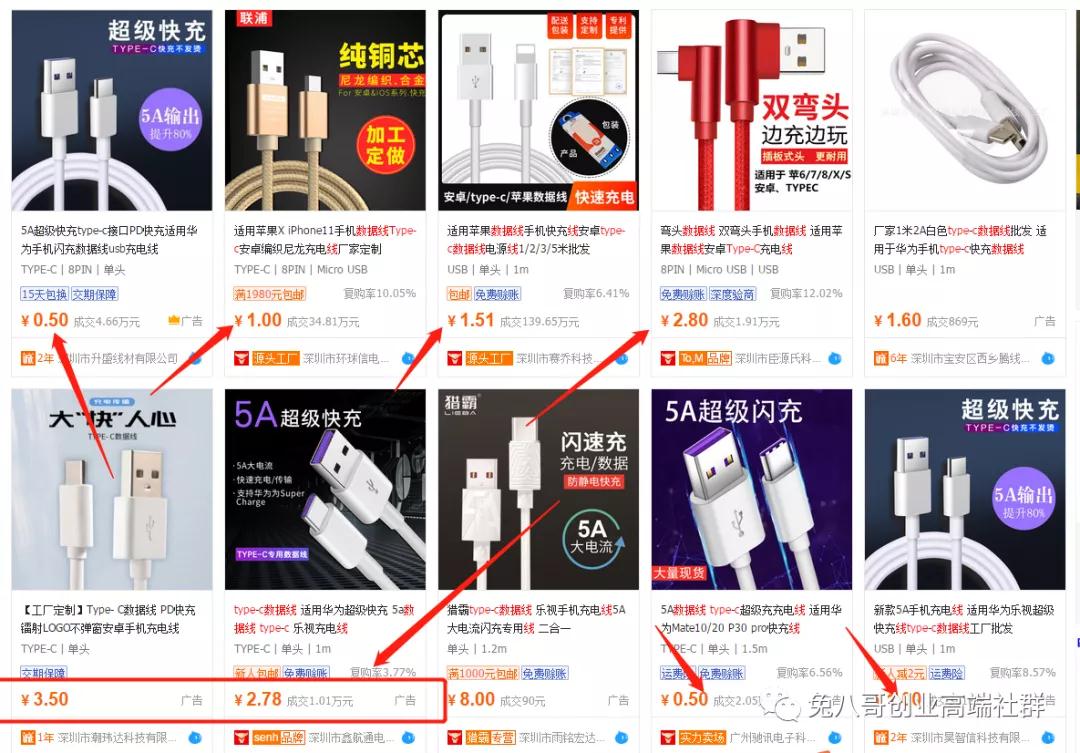 超级快充
TYPE-C快充不发烫
5A输出
提升80%
5A超级快充type-c接口PD快充适用华
为手机闪充数据线usb充电线
TYPE-C | 8PIN | 单头
15天包换 交期保障
¥ 0.50 成交4.66万元 广告
2年 深圳市升盛线材有限公司
联浦
纯铜芯
尼龙编织.合金
For 安卓&iOS系列.快充
加工
定做
适用苹果X iPhone11手机数据线Type-
c安卓编织尼龙充电线厂家定制
TYPE-C | 8PIN | Micro USB
满1980元包邮 复购率10.05%
¥ 1.00 成交34.81万元
源头工厂 深圳市环球信电...
配送
包装
支持
定制
专利
提供
包装
产品
安卓/type-c/苹果数据线 快速充电
适用苹果数据线手机快充线安卓type-
c数据线电源线1/2/3/5米批发
USB | 单头 | 1m
包邮 免费赊账 复购率6.41%
¥ 1.51 成交139.65万元
源头工厂 深圳市赛乔科技...
双弯头
边充边玩
插板式头 更耐用
适用于 苹6/7/8/X/S
安卓、TYPEC
弯头数据线 双弯头手机数据线 适用苹
果数据线安卓Type-C充电线
8PIN | Micro USB | USB
免费赊账 深度验商 复购率12.02%
¥ 2.80 成交1.91万元
To,M 品牌 深圳市臣源氏科...
厂家1米2A白色type-c数据线批发 适
用于华为手机type-c快充数据线
USB | 单头 | 1m
¥ 1.60 成交869元 广告
6年 深圳市宝安区西乡腾线...
充电传输
大“快”人心
TYPE-C数据线
【工厂定制】Type- C数据线 PD快充
镭射LOGO不弹窗安卓手机充电线
TYPE-C | 单头
交期保障
¥ 3.50 广告
1年 深圳市潮玮达科技有限...
5A超级快充
·5A大电流
·快速充电/传输
·支持华为为Super
Charge
TYPE-C专用数据线
type-c数据线 适用华为超级快充 5a数
据线 type-c 乐视充电线
TYPE-C | 单头 | 1m
新人包邮 免费赊账 复购率3.77%
¥ 2.78 成交1.01万元 广告
senh 品牌 深圳市鑫航通电...
猎霸
LIEBA
闪速充
充电/数据
防静电快充
5A
大电流
猎霸type-c数据线 乐视手机充电线5A
大电流闪充专用线 二合一
单头 | 1.2m
满1000元包邮 免费赊账
¥ 8.00 成交90元 广告
猎霸 专营 深圳市雨铭宏达...
5A超级闪充
大量现货
5A数据线 type-c超级充充电线 适用华
为Mate10/20 P30 pro快充线
TYPE-C | 单头 | 1.5m
运费险 免费赊账 复购率6.56%
¥ 0.50 成交2.05
实力卖场 广州驰讯电子科...
超级快充
TYPE-C快充不发烫
5A输出
提升80%
新款5A手机充电线 适用华为乐视超级
快充线type-c数据线工厂批发
USB | 单头 | 1m
新人减2元 运费险 复购率8.57%
¥
2年 深圳市昊智信科技有限...
兔八哥创业高端社群